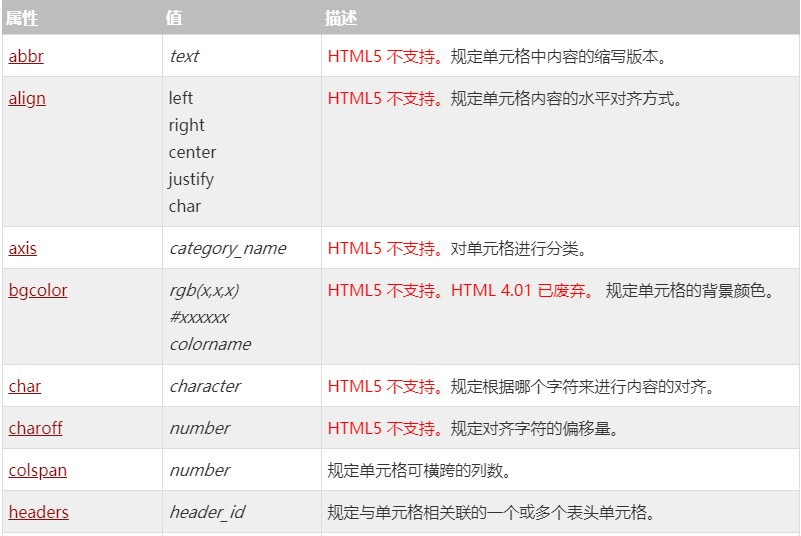 属性 值 描述
abbr text HTML5 不支持。规定单元格中内容的缩写版本。
align left HTML5 不支持。规定单元格内容的水平对齐方式。
right
center
justify
char
axis category_name HTML5 不支持。对单元格进行分类。
bgcolor rgb(x,x,x) HTML5 不支持。HTML 4.01 已废弃。 规定单元格的背景颜色。
#xxxxxx
colorname
char character HTML5 不支持。规定根据哪个字符来进行内容的对齐。
charoff number HTML5 不支持。规定对齐字符的偏移量。
colspan number 规定单元格可横跨的列数。
headers header_id 规定与单元格相关联的一个或多个表头单元格。